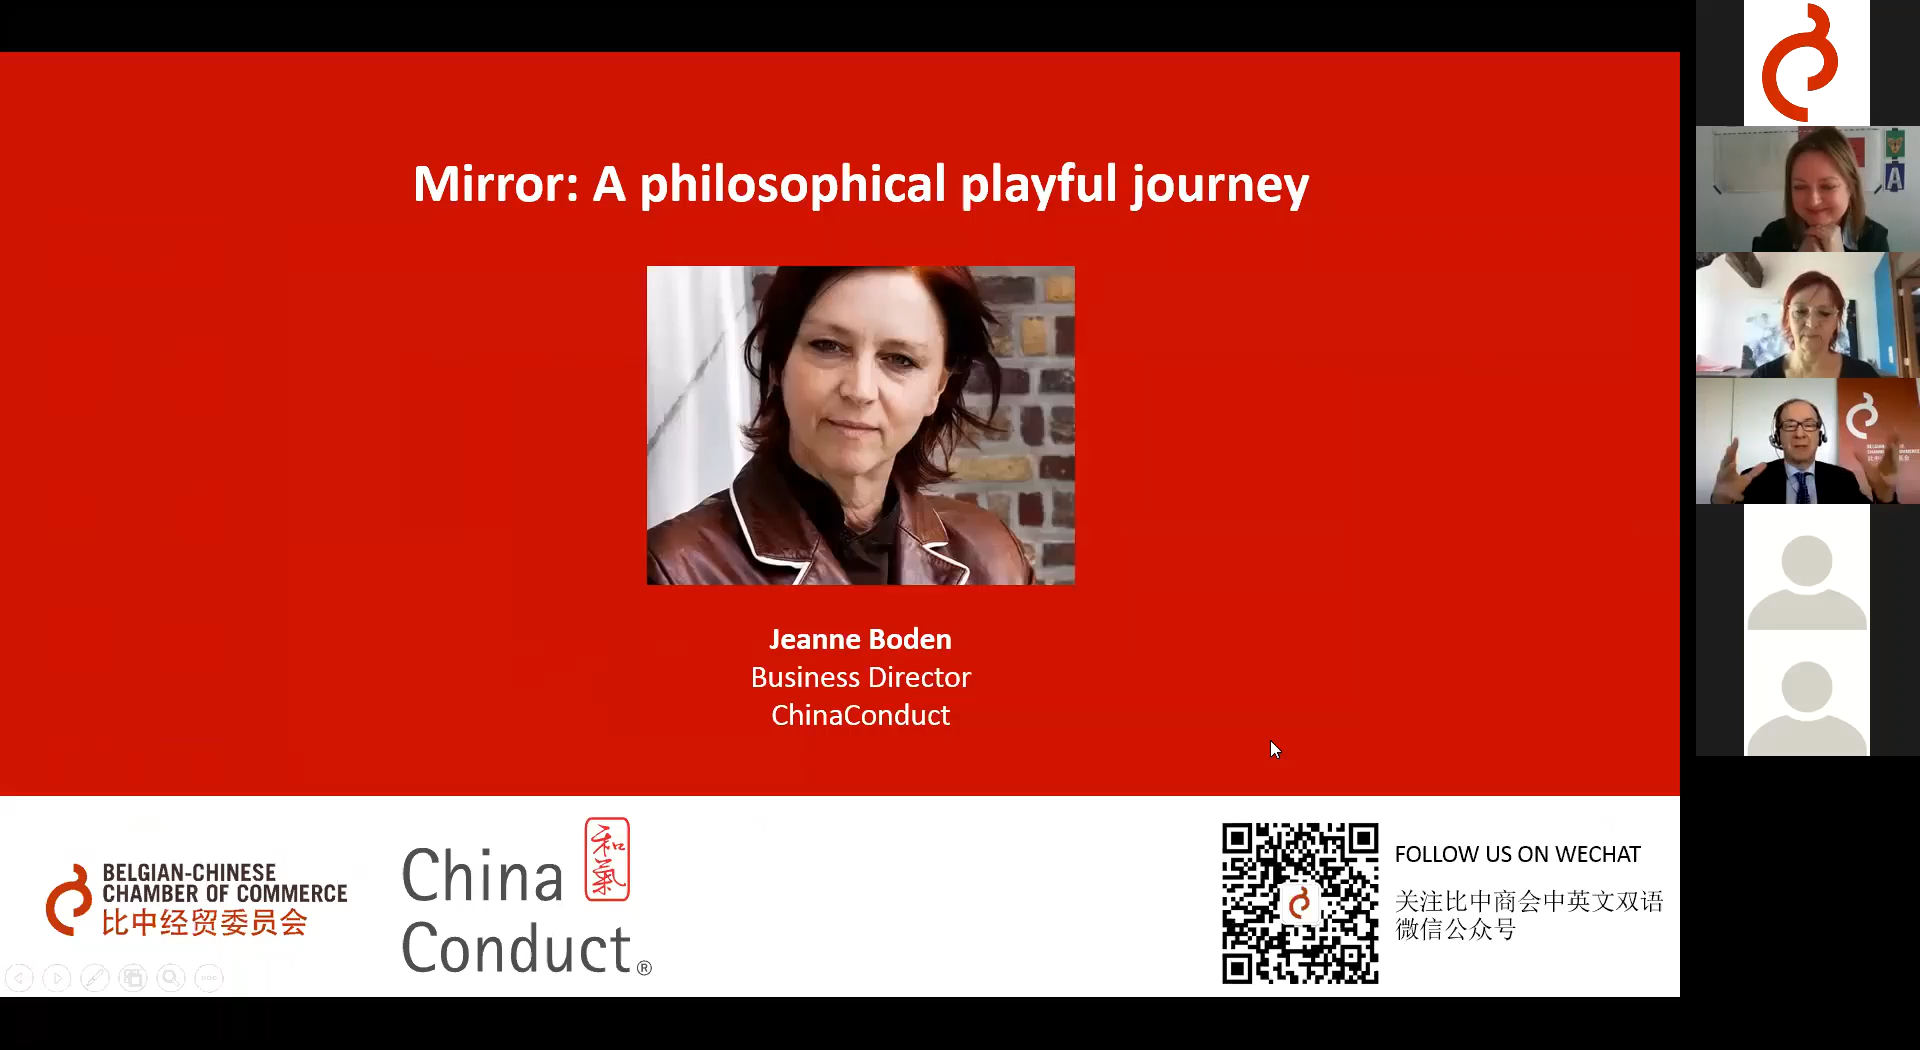 Mirror: A philosophical playful journey
Jeanne Boden
Business Director
ChinaConduct
BELGIAN-CHINESE
CHAMBER OF COMMERCE
比中经贸委员会
China
和氣
Conduct®
FOLLOW US ON WECHAT
关注比中商会中英文双语
微信公众号
A